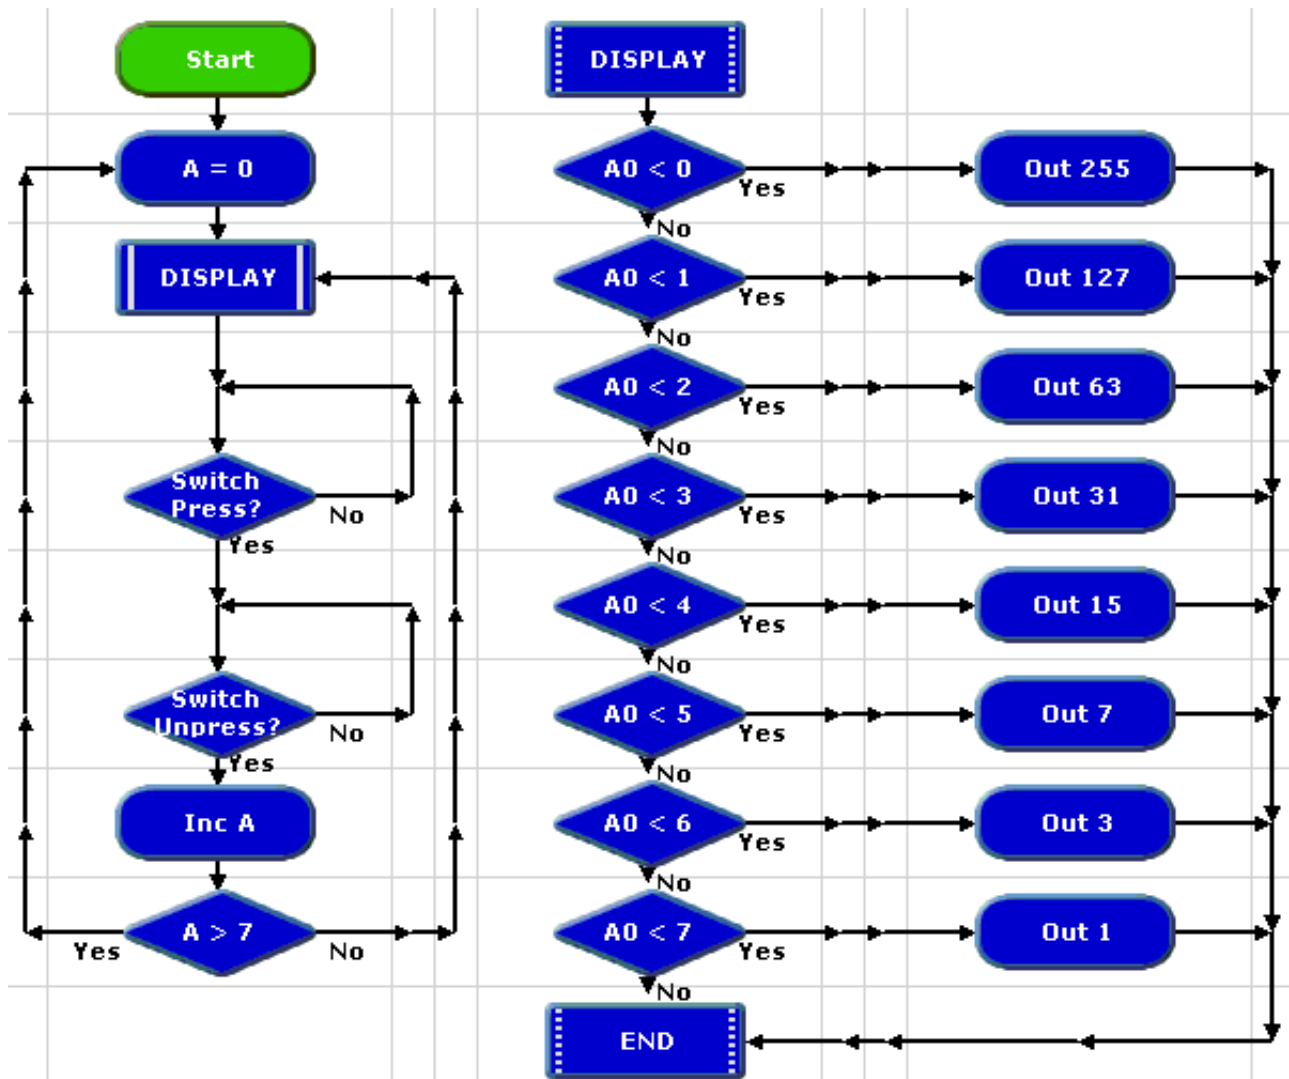 Start
A = 0
DISPLAY
Switch
Press?
No
Yes
Switch
Unpress?
No
Yes
Inc A
A > 7
Yes
No
DISPLAY
A0 < 0
Yes
Out 255
No
A0 < 1
Yes
Out 127
No
A0 < 2
Yes
Out 63
No
A0 < 3
Yes
Out 31
No
A0 < 4
Yes
Out 15
No
A0 < 5
Yes
Out 7
No
A0 < 6
Yes
Out 3
No
A0 < 7
Yes
Out 1
No
END